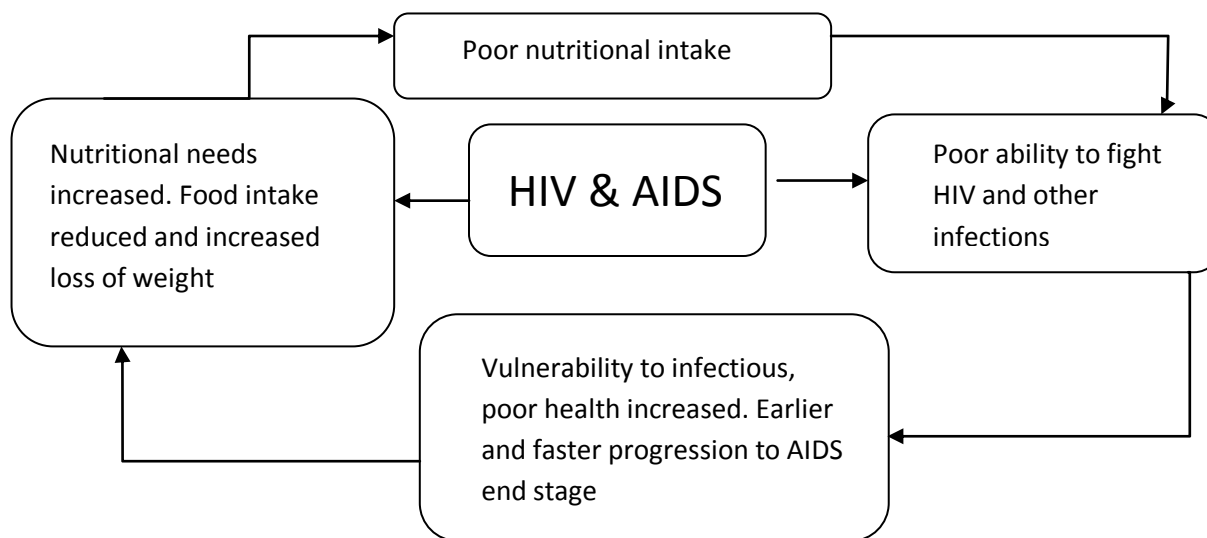 Poor nutritional intake
Nutritional needs
increased. Food intake
reduced and increased
loss of weight
HIV & AIDS
Poor ability to fight
HIV and other
infections
Vulnerability to infectious,
poor health increased. Earlier
and faster progression to AIDS
end stage